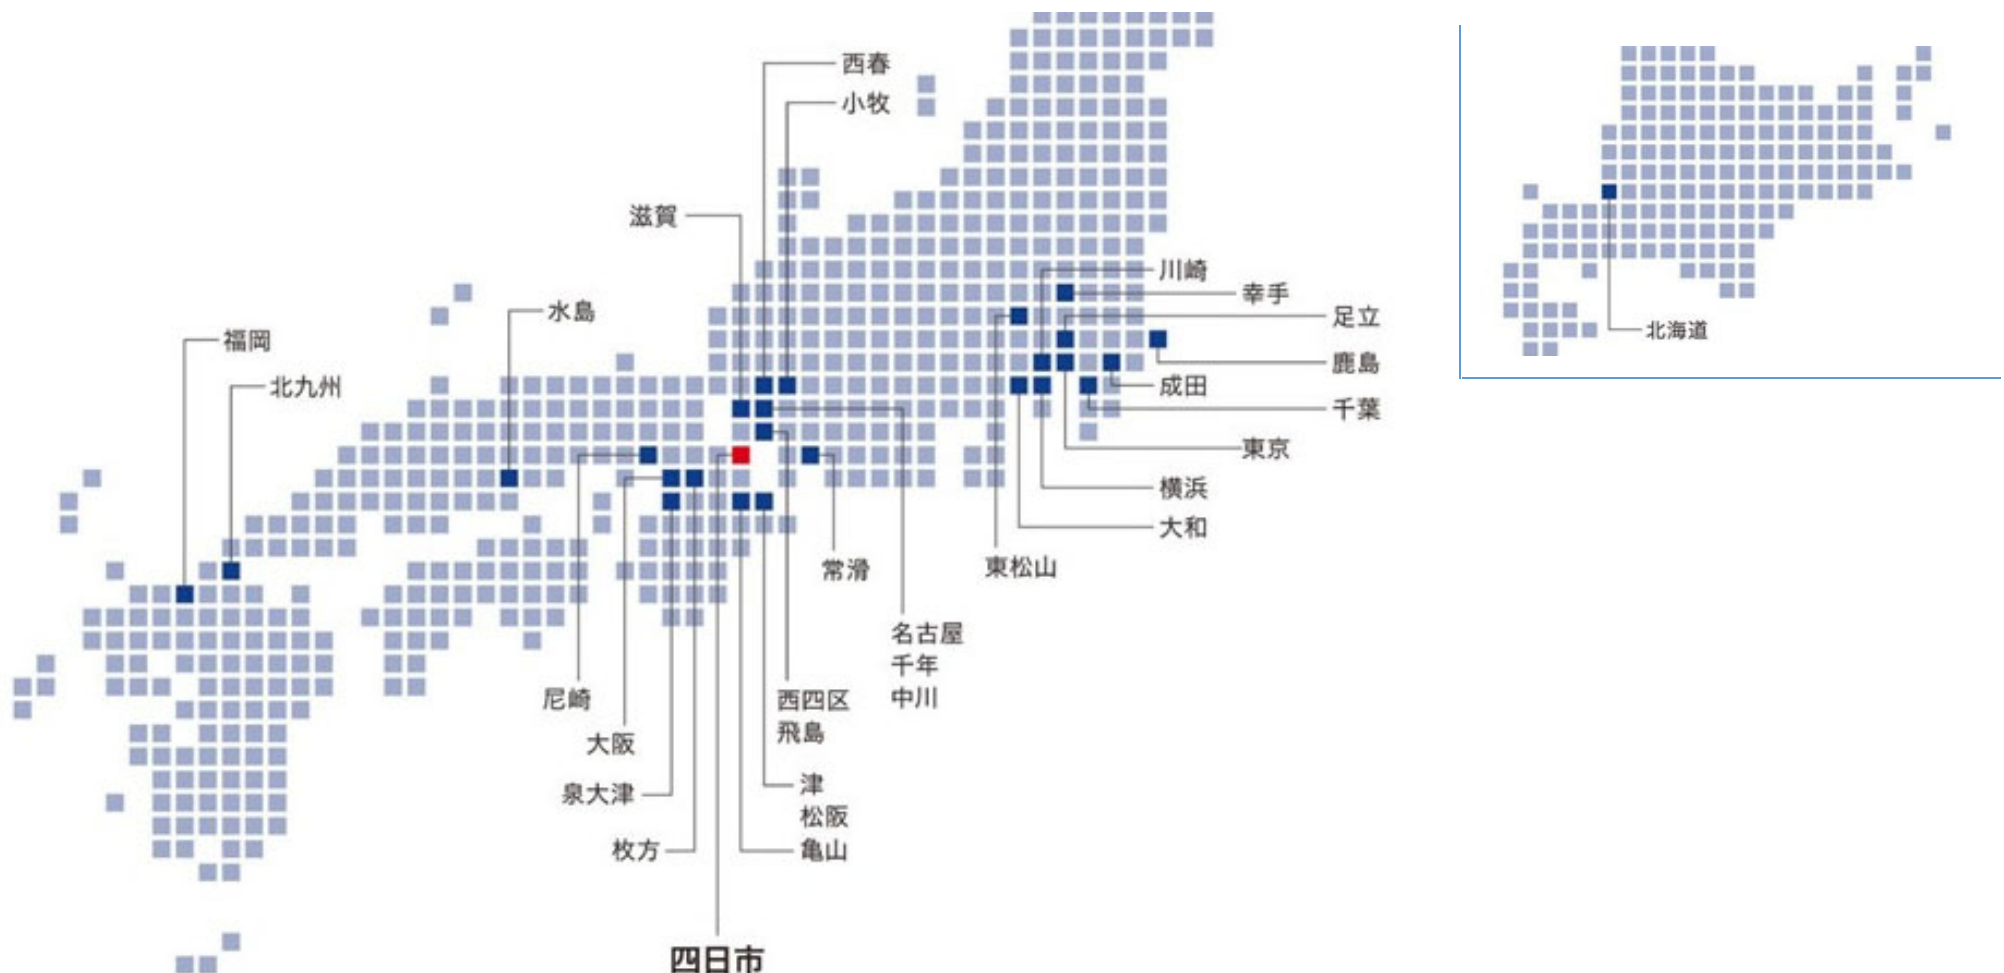 西春
小牧
滋賀
川崎
幸手
水島
足立
福岡
北海道
鹿島
北九州
成田
千葉
東京
横浜
大和
東松山
常滑
名古屋
千年
中川
尼崎
西四区
飛島
大阪
津
松阪
泉大津
枚方
亀山
四日市